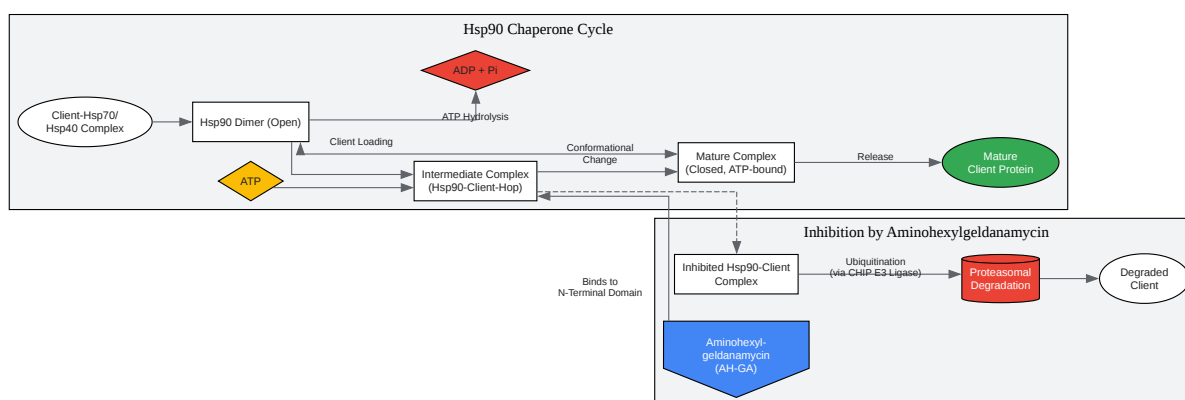 Hsp90 Chaperone Cycle
ADP + Pi
Client-Hsp70/
Hsp40 Complex
Hsp90 Dimer (Open)
ATP Hydrolysis
Client Loading
Conformational
Change
Mature Complex
(Closed, ATP-bound)
Release
Mature
Client Protein
ATP
Intermediate Complex
(Hsp90-Client-Hop)
Inhibition by Aminohexylgeldanamycin
Binds to
N-Terminal Domain
Inhibited Hsp90-Client
Complex
Ubiquitination
(via CHIP E3 Ligase)
Proteasomal
Degradation
Degraded
Client
Aminohexyl-
geldanamycin
(AH-GA)